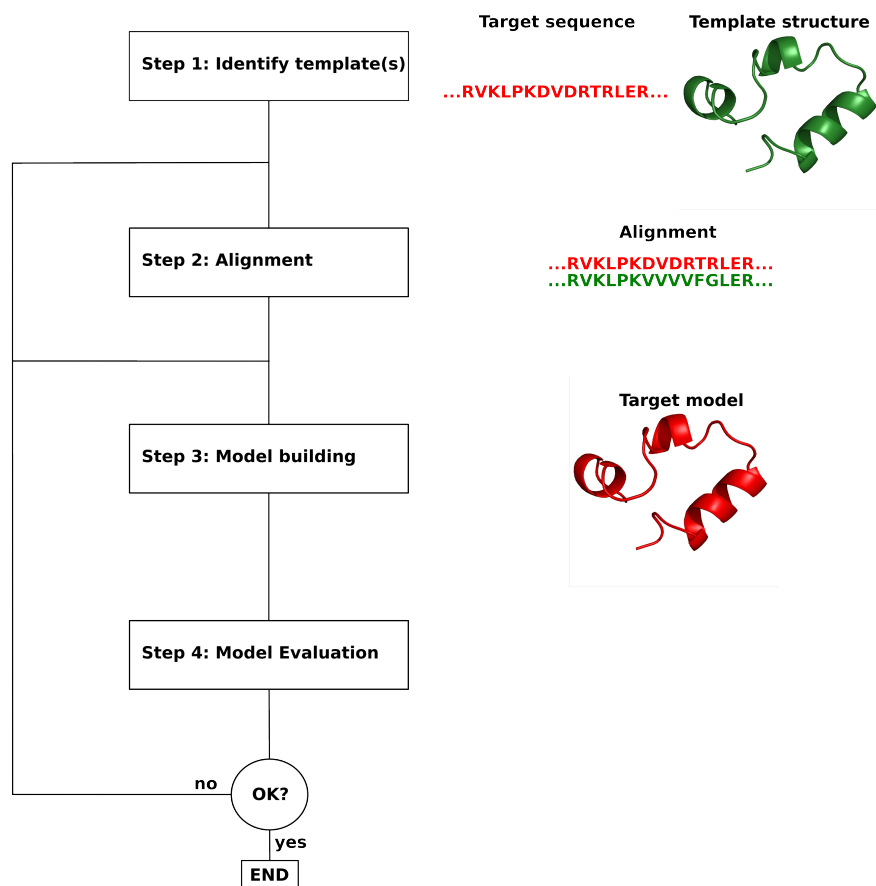 Target sequence
Template structure
Step 1: Identify template(s)
...RVKLPKDVDRTRLER...
Alignment
Step 2: Alignment
...RVKLPKDVDRTRLER...
...RVKLPKVVVVFGLER...
Target model
Step 3: Model building
Step 4: Model Evaluation
no
OK?
yes
END